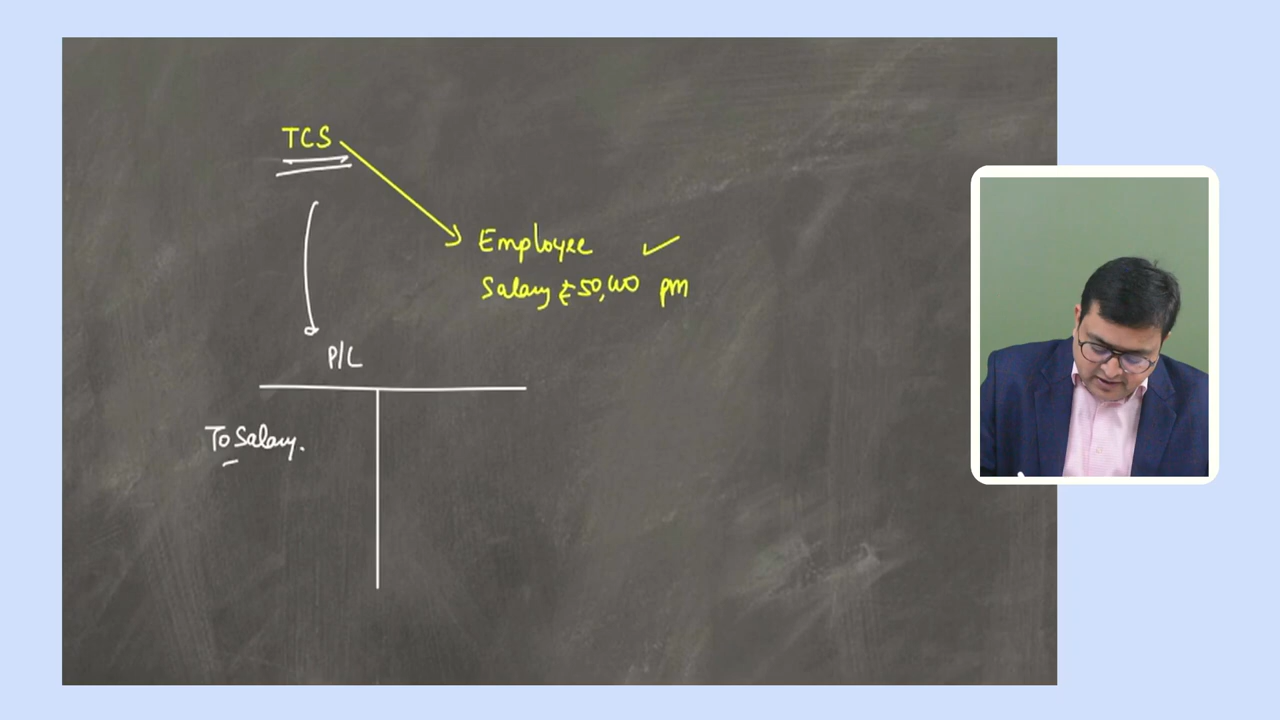 TCS
Employee
Salary ₹50,000 pm
P/L
To Salary.